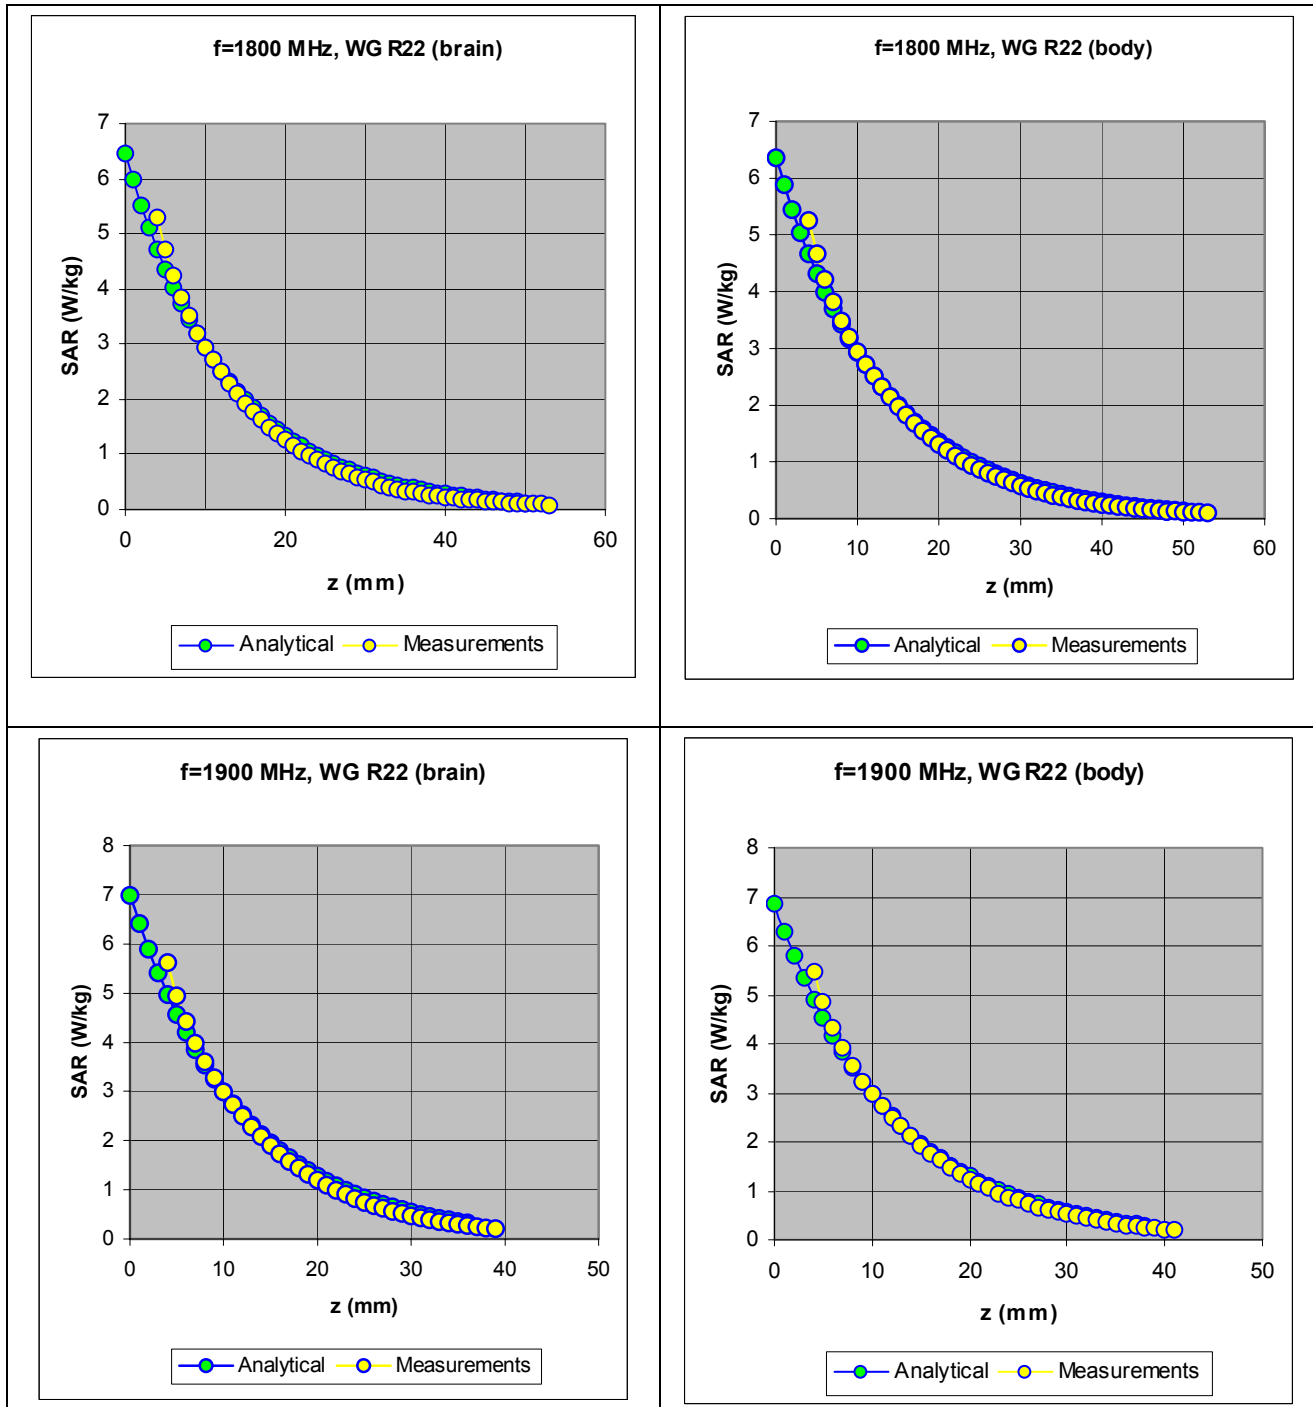 f=1800 MHz, WG R22 (brain)
7
6
5
4
3
2
1
0
SAR (W/kg)
0 20 40 60
z (mm)
Analytical Measurements
f=1800 MHz, WG R22 (body)
7
6
5
4
3
2
1
0
SAR (W/kg)
0 10 20 30 40 50 60
z (mm)
Analytical Measurements
f=1900 MHz, WG R22 (brain)
8
7
6
5
4
3
2
1
0
SAR (W/kg)
0 10 20 30 40 50
z (mm)
Analytical Measurements
f=1900 MHz, WG R22 (body)
8
7
6
5
4
3
2
1
0
SAR (W/kg)
0 10 20 30 40 50
z (mm)
Analytical Measurements